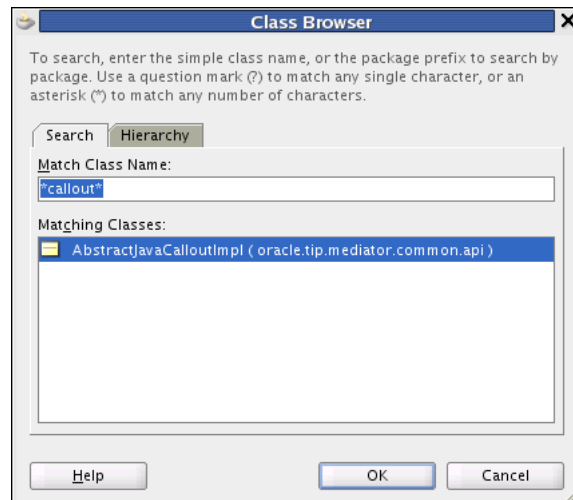 Class Browser
To search, enter the simple class name, or the package prefix to search by
package. Use a question mark (?) to match any single character, or an
asterisk (*) to match any number of characters.
Search Hierarchy
Match Class Name:
*callout*
Matching Classes:
AbstractJavaCalloutImpl ( oracle.tip.mediator.common.api )
Help OK Cancel